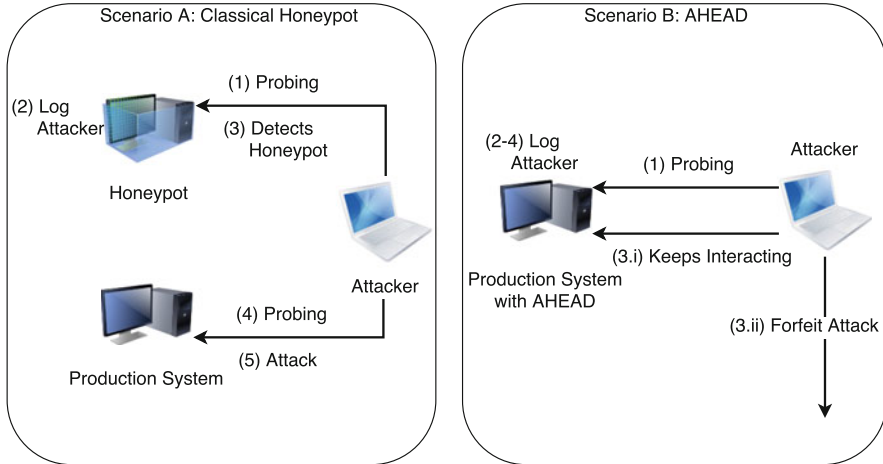 Scenario A: Classical Honeypot
(1) Probing
(2) Log
Attacker
(3) Detects
Honeypot
Honeypot
Attacker
(4) Probing
(5) Attack
Production System
Scenario B: AHEAD
(2-4) Log
Attacker
Attacker
(1) Probing
(3.i) Keeps Interacting
Production System
with AHEAD
(3.ii) Forfeit Attack